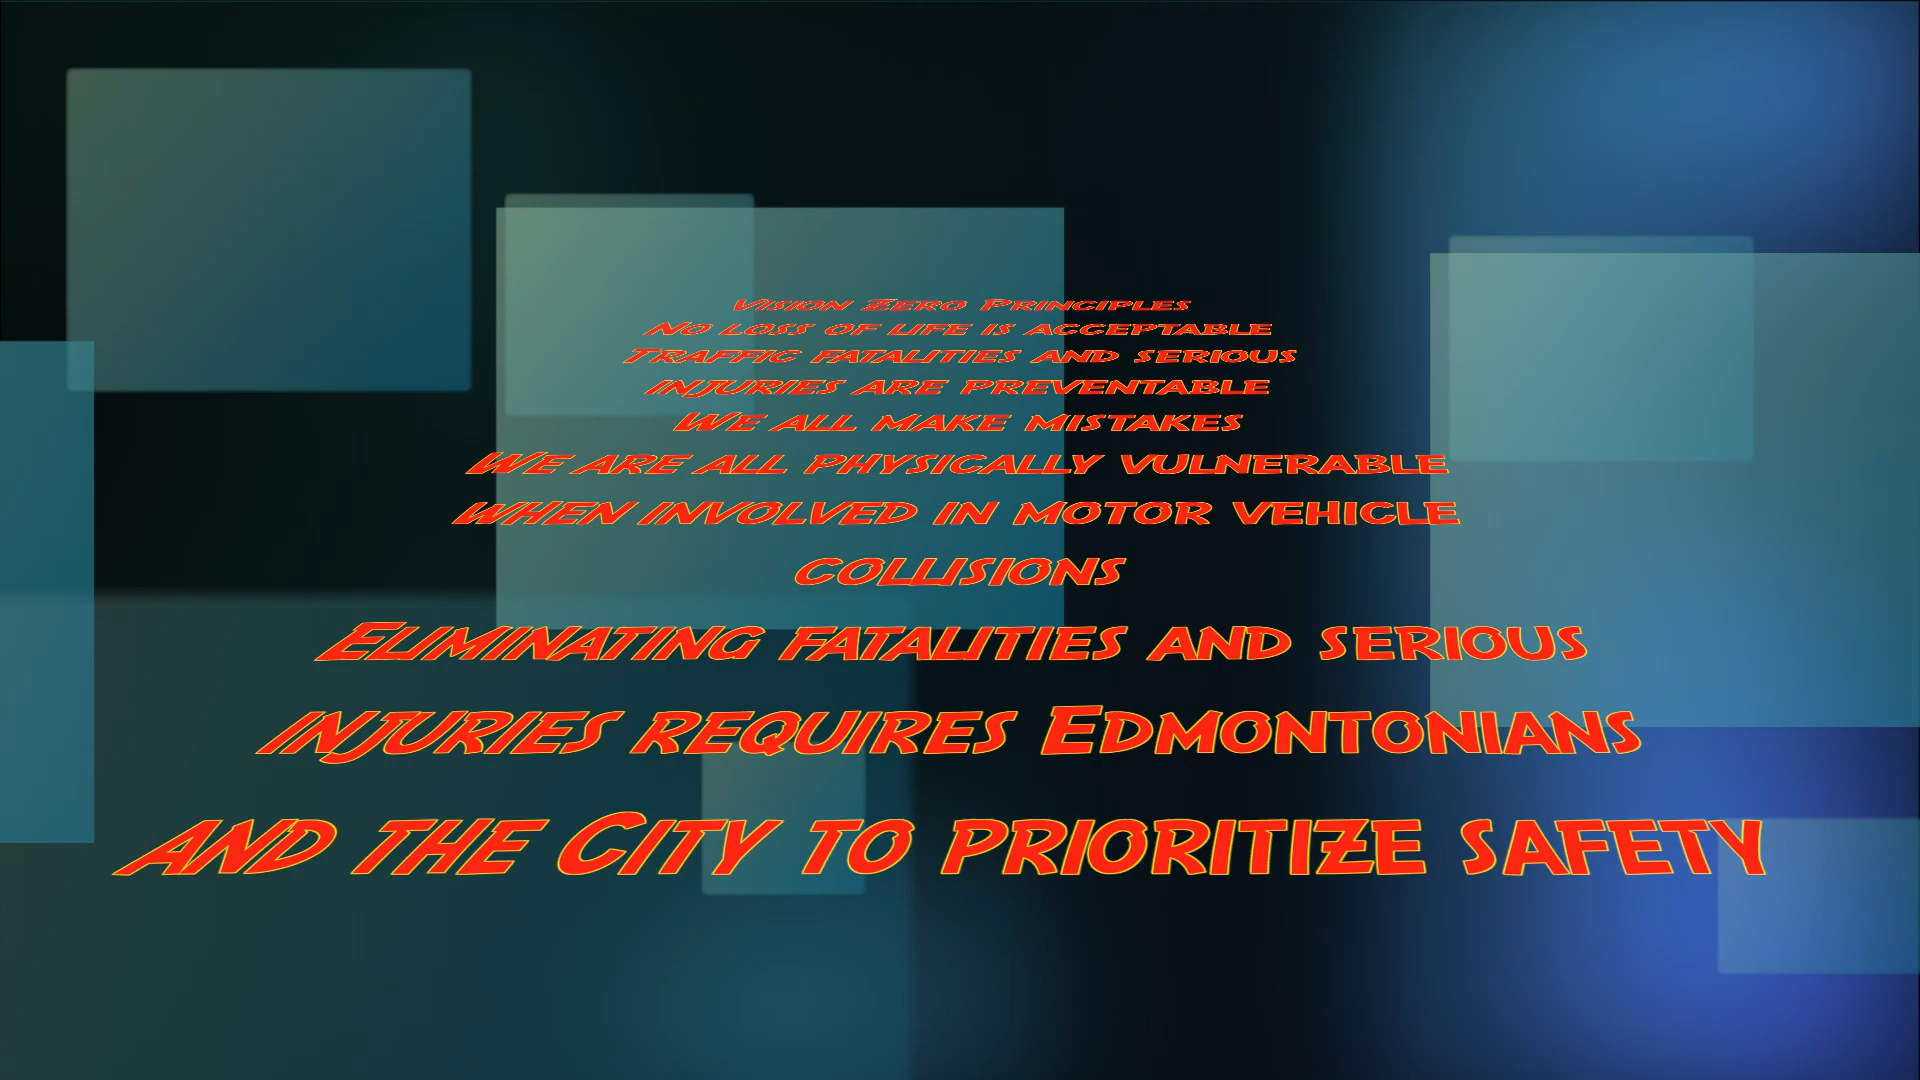 Vision Zero Principles
No loss of life is acceptable
Traffic fatalities and serious
injuries are preventable
We all make mistakes
We are all physically vulnerable
when involved in motor vehicle
collisions
Eliminating fatalities and serious
injuries requires Edmontonians
and the City to prioritize safety